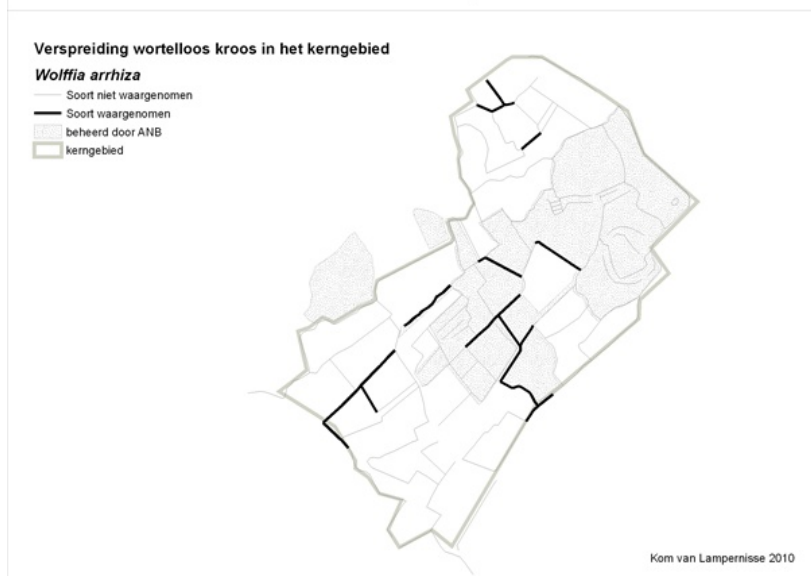 Verspreiding wortelloos kroos in het kerngebied
Wolffia arrhiza
Soort niet waargenomen
Soort waargenomen
beheerd door ANB
kerngebied
Kom van Lampernisse 2010